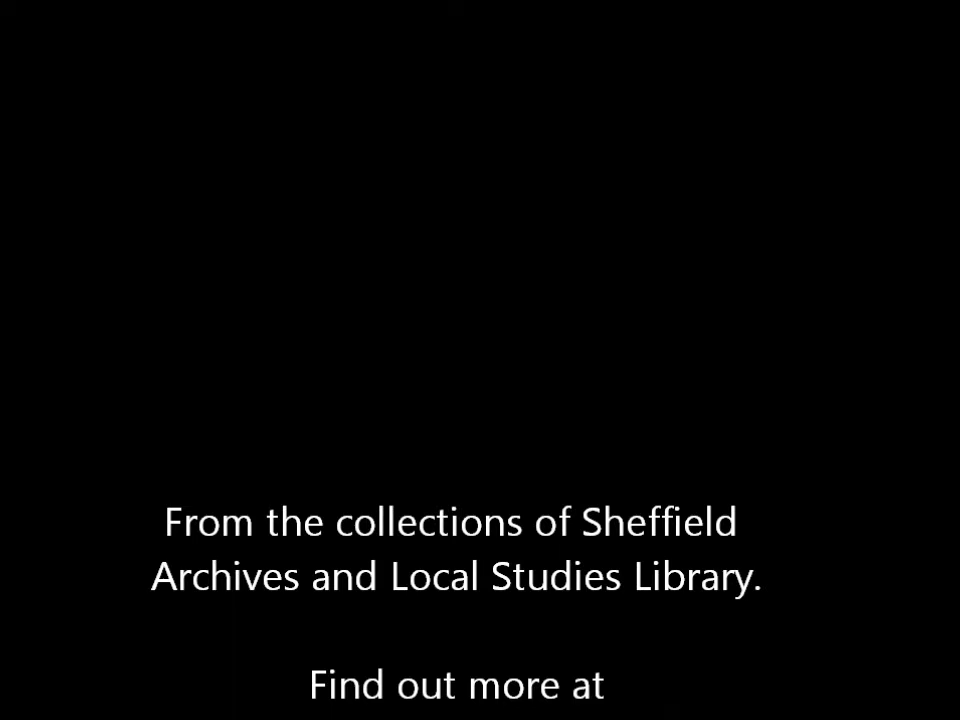 From the collections of Sheffield
Archives and Local Studies Library.
Find out more at